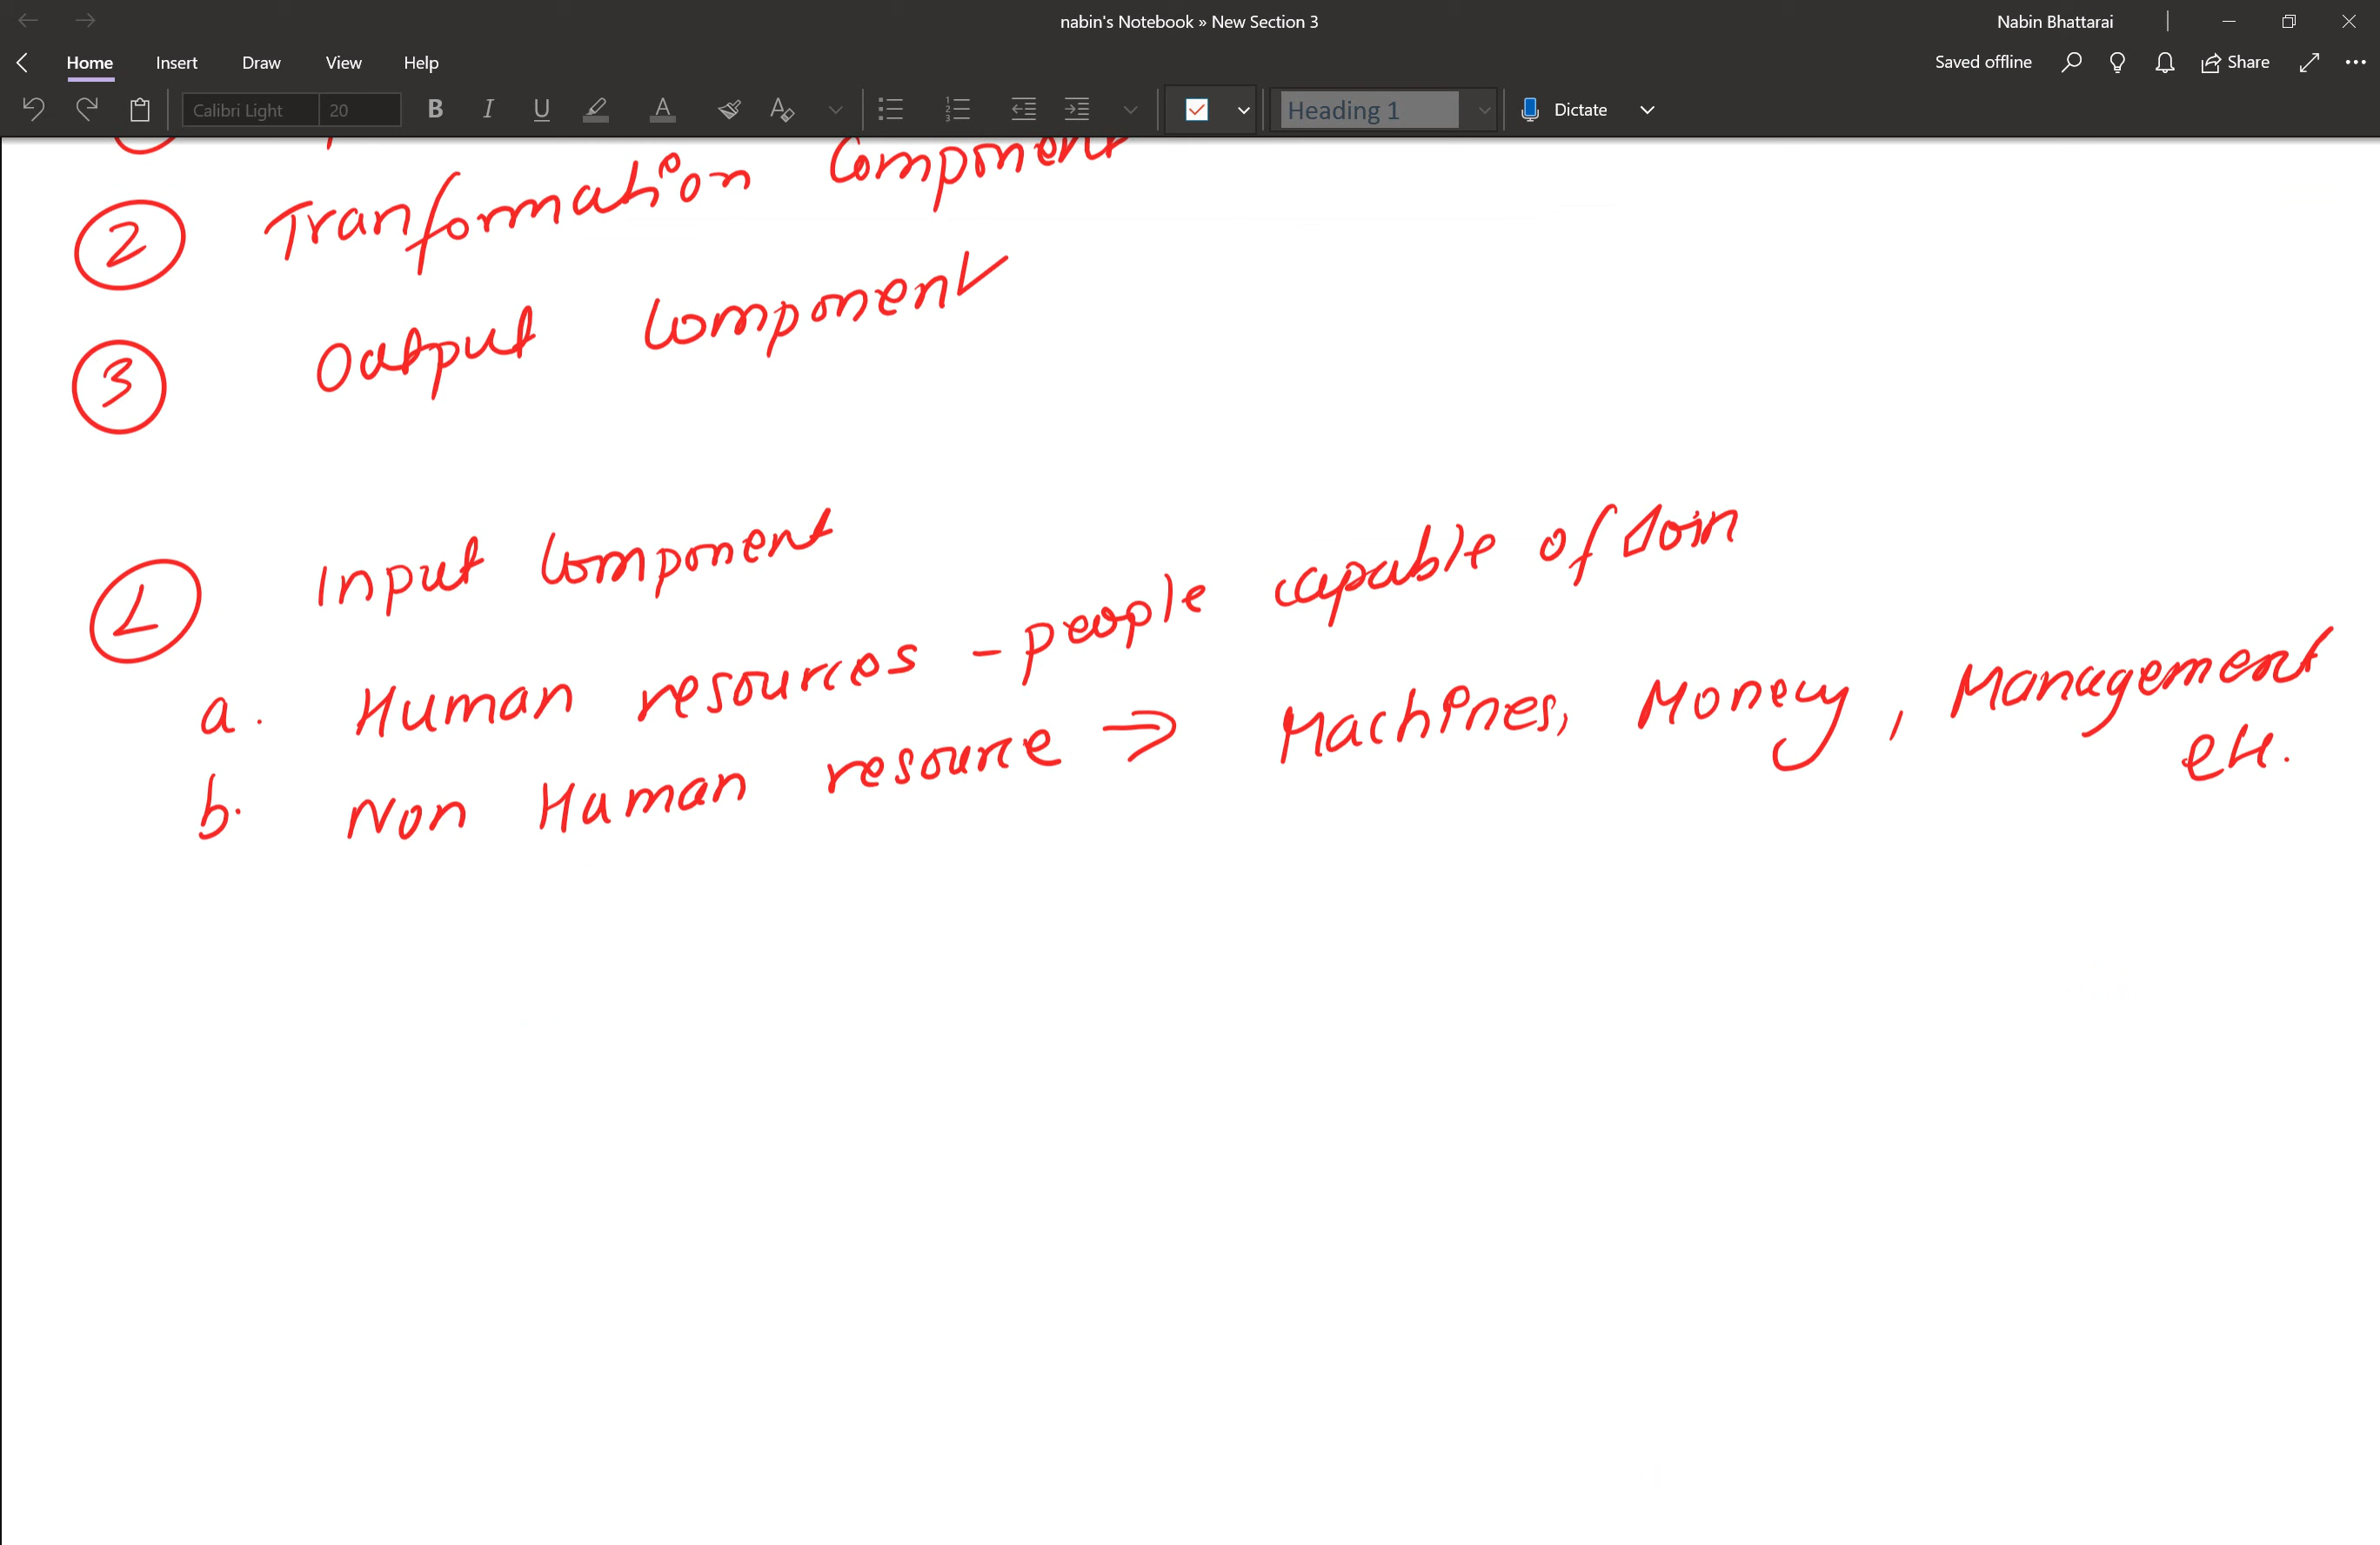 nabin's Notebook » New Section 3
Nabin Bhattarai
Home Insert Draw View Help
Saved offline
Share
Calibri Light 20
B I U A A
Heading 1
Dictate
2 Tranformation Component
3 Output Component
1 Input Component
a. Human resources - people capable of doin
b. Non Human resource ⇒ Machines, Money, Management
etc.